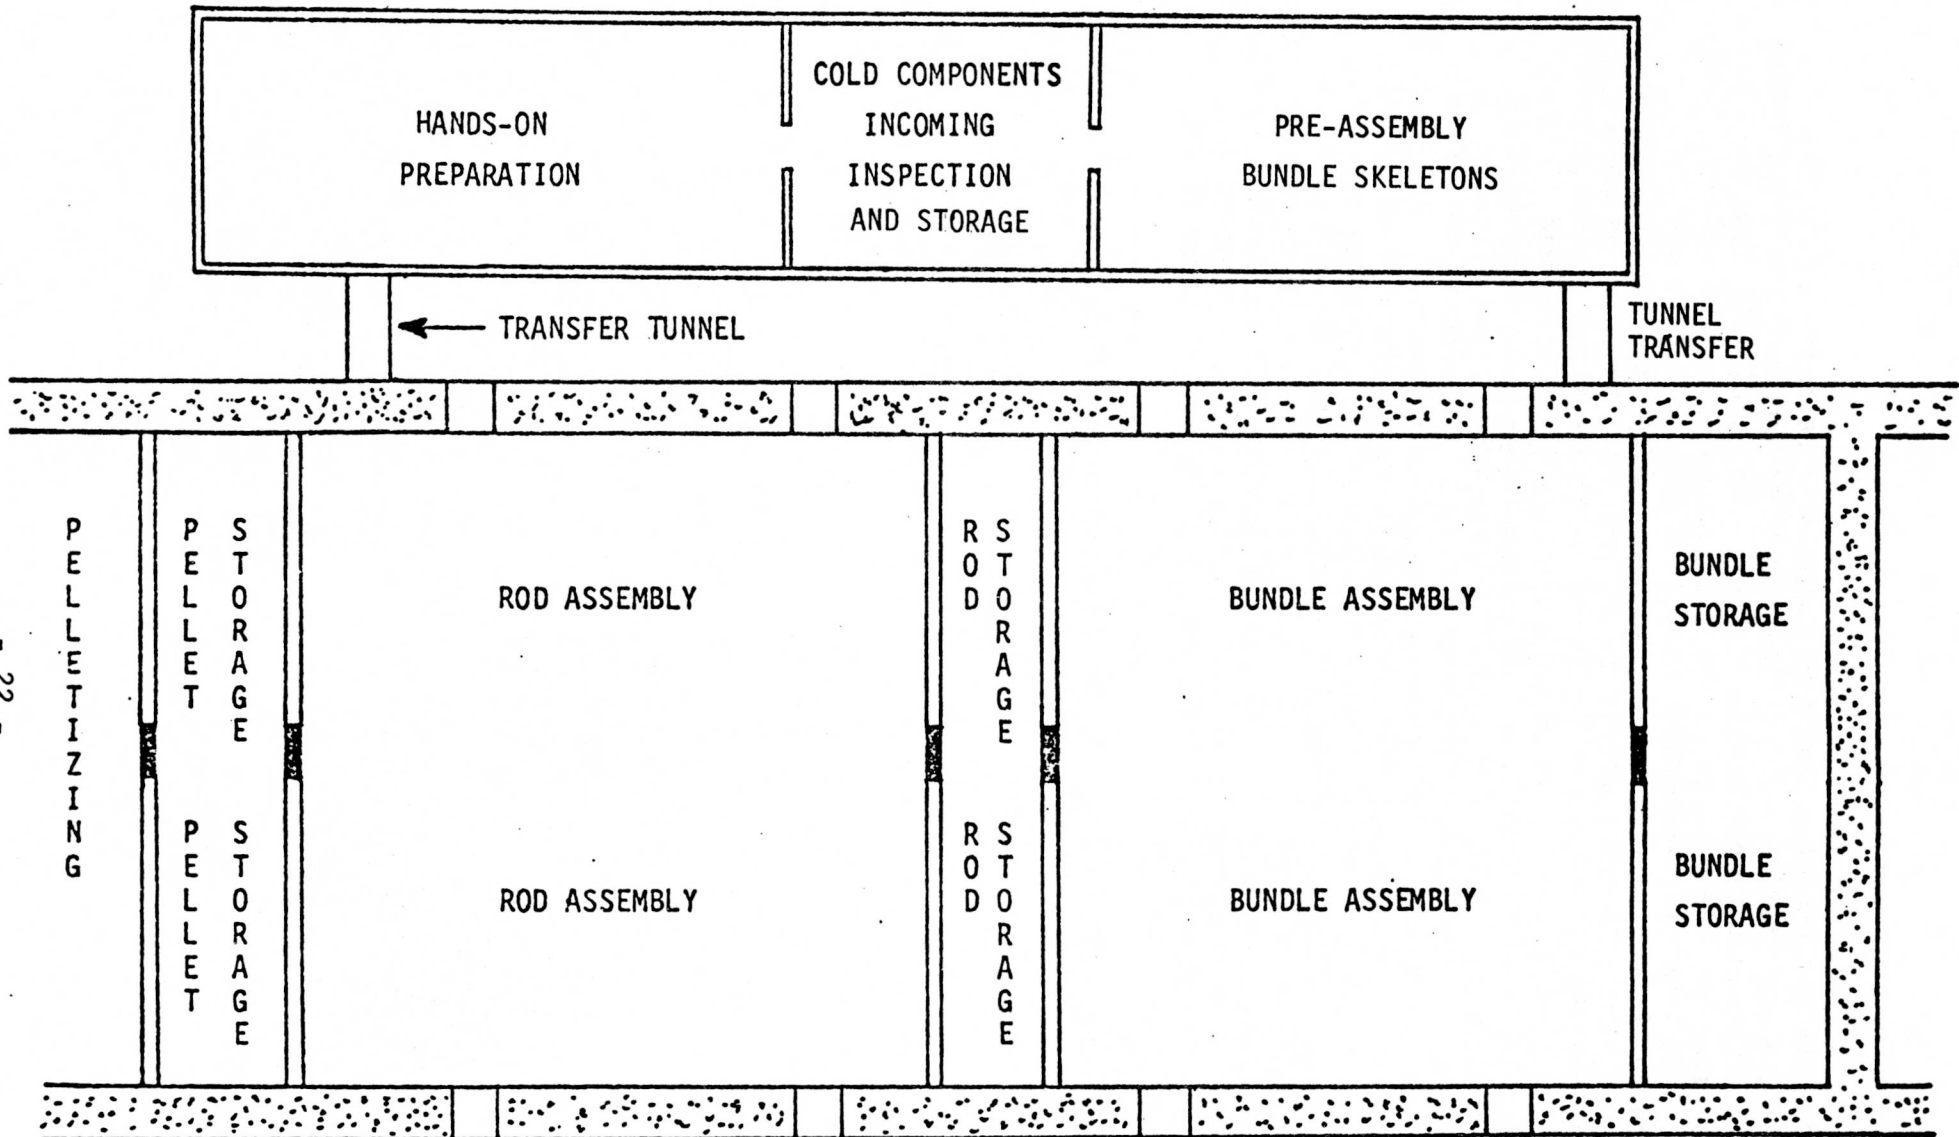 HANDS-ON
PREPARATION
COLD COMPONENTS
INCOMING
INSPECTION
AND STORAGE
PRE-ASSEMBLY
BUNDLE SKELETONS
TRANSFER TUNNEL
TUNNEL
TRANSFER
PELLETIZING
PELLET
STORAGE
ROD ASSEMBLY
ROD
STORAGE
BUNDLE ASSEMBLY
BUNDLE
STORAGE
PELLET
STORAGE
ROD ASSEMBLY
ROD
STORAGE
BUNDLE ASSEMBLY
BUNDLE
STORAGE
- 22 -